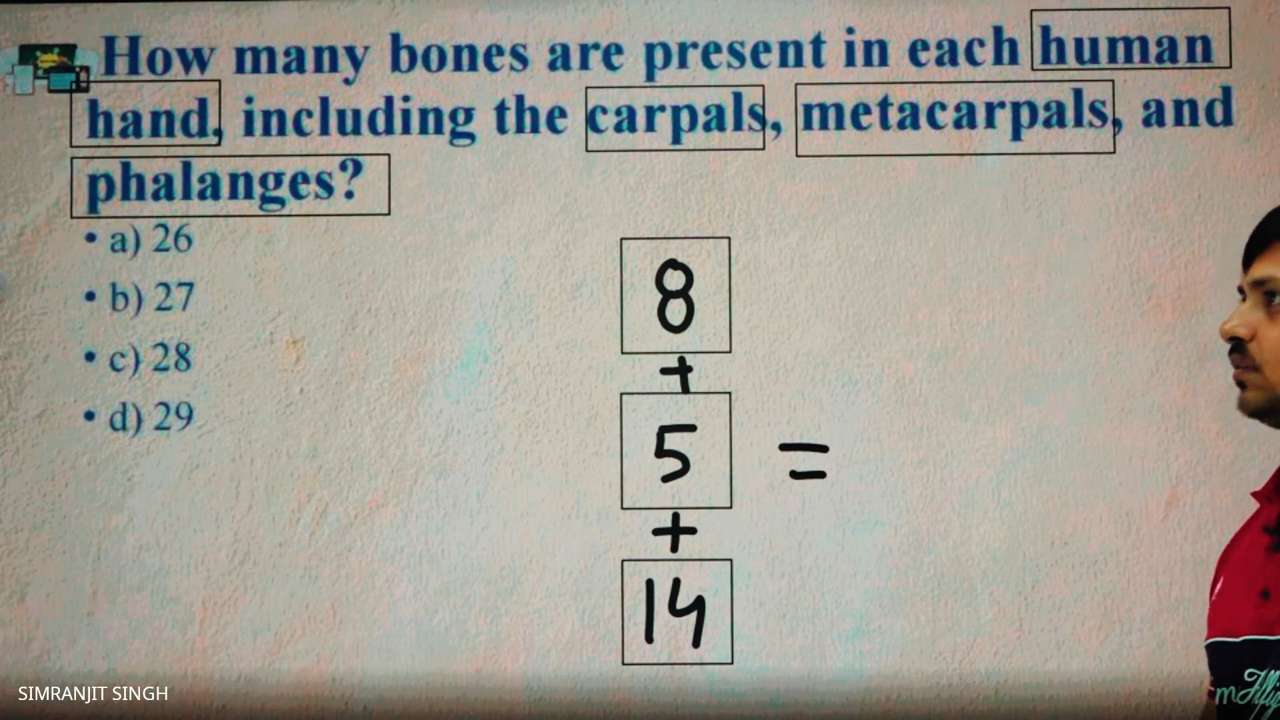 How many bones are present in each human
hand, including the carpals, metacarpals, and
phalanges?
• a) 26
• b) 27
• c) 28
• d) 29
8
+
5 =
+
14
SIMRANJIT SINGH